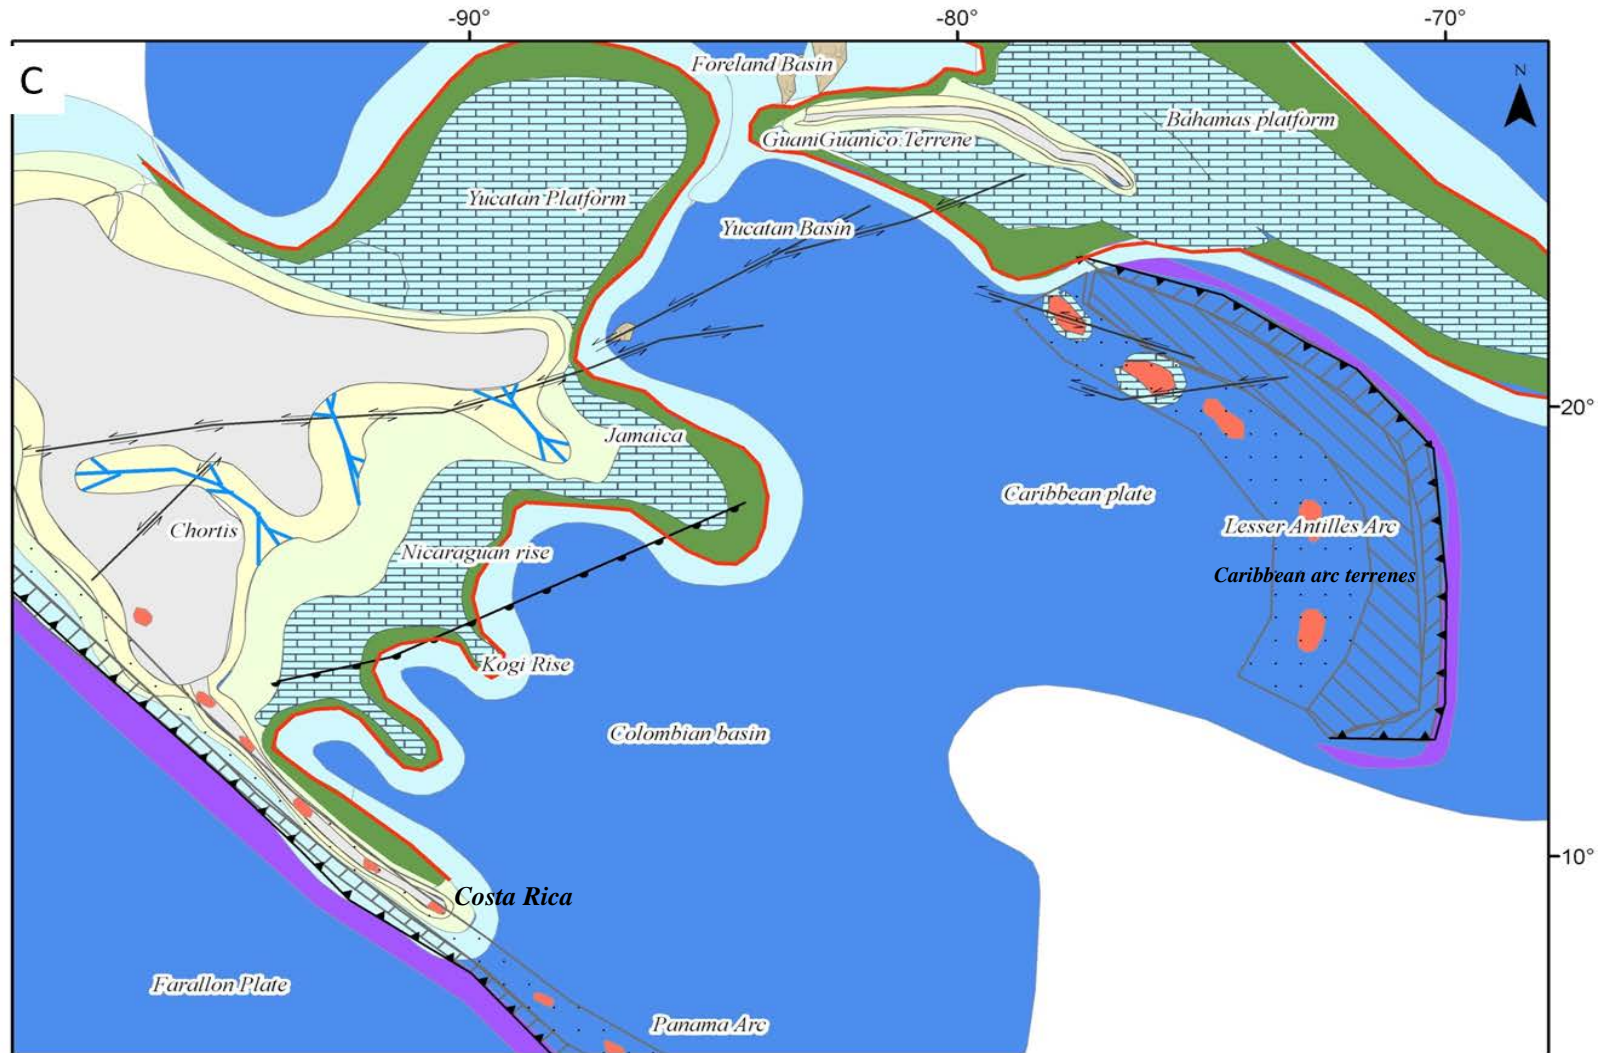 -90°
-80°
-70°
C
Foreland Basin
N
Bahamas platform
GuaniGuanico Terrene
Yucatan Platform
Yucatan Basin
20°
Jamaica
Caribbean plate
Lesser Antilles Arc
Chortis
Nicaraguan rise
Caribbean arc terrenes
Kogi Rise
Colombian basin
10°
Costa Rica
Farallon Plate
Panama Arc